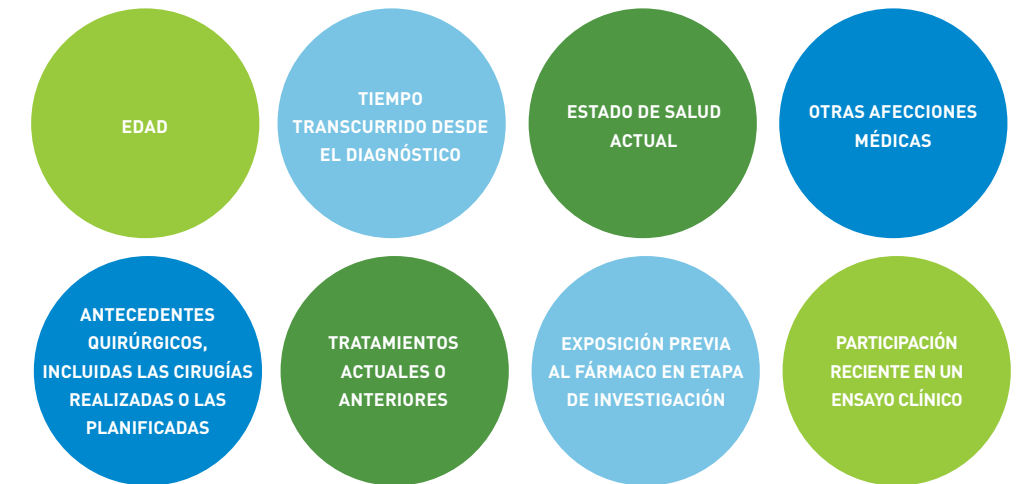 EDAD
TIEMPO
TRANSCURRIDO DESDE
EL DIAGNÓSTICO
ESTADO DE SALUD
ACTUAL
OTRAS AFECCIONES
MÉDICAS
ANTECEDENTES
QUIRÚRGICOS,
INCLUIDAS LAS CIRUGÍAS
REALIZADAS O LAS
PLANIFICADAS
TRATAMIENTOS
ACTUALES O
ANTERIORES
EXPOSICIÓN PREVIA
AL FÁRMACO EN ETAPA
DE INVESTIGACIÓN
PARTICIPACIÓN
RECIENTE EN UN
ENSAYO CLÍNICO